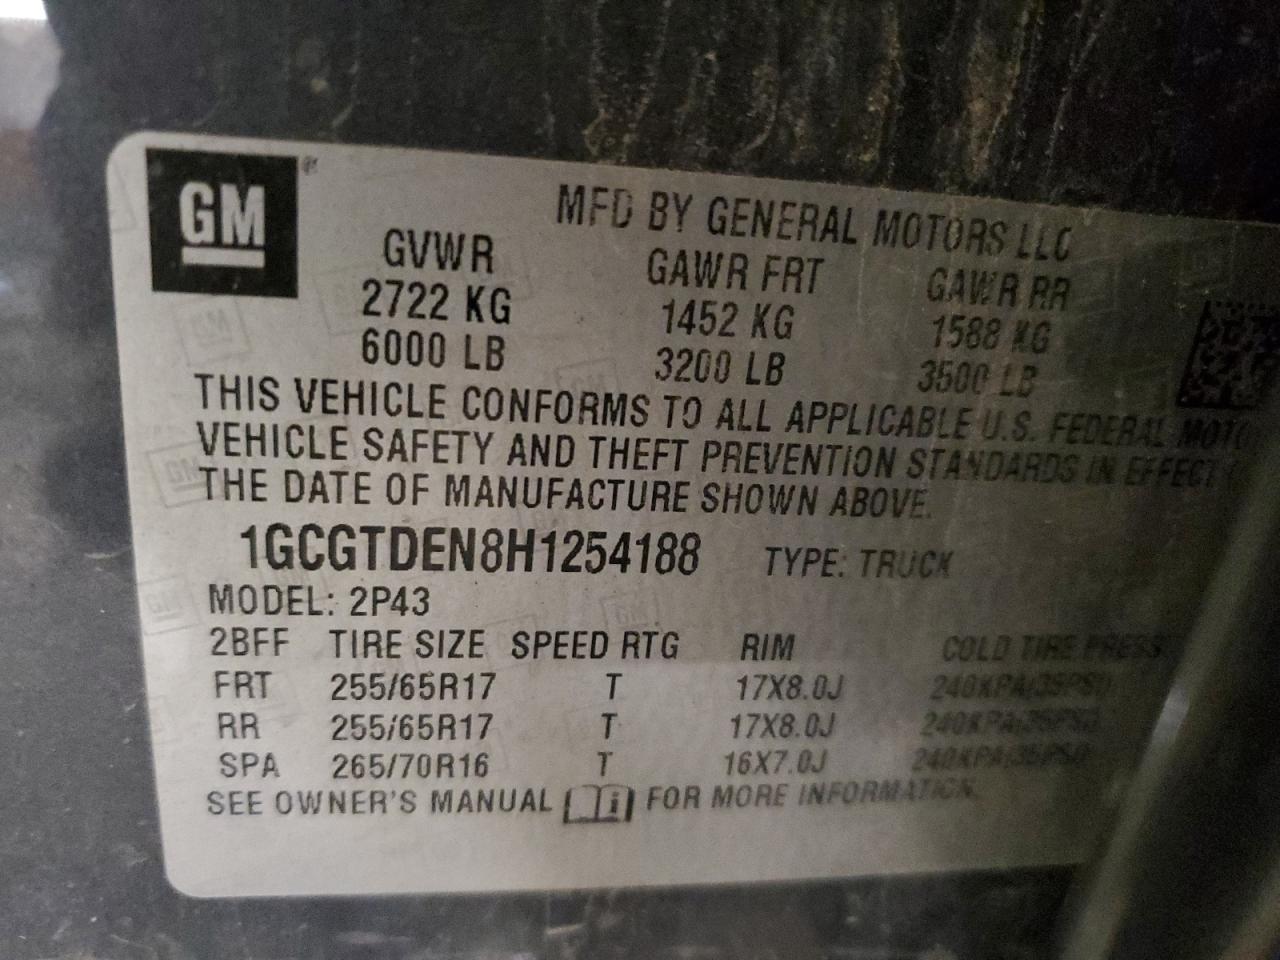 GM
MFD BY GENERAL MOTORS LLC
GVWR GAWR FRT GAWR RR
2722 KG 1452 KG 1588 KG
6000 LB 3200 LB 3500 LB
THIS VEHICLE CONFORMS TO ALL APPLICABLE U.S. FEDERAL MOTO
VEHICLE SAFETY AND THEFT PREVENTION STANDARDS IN EFFECT
THE DATE OF MANUFACTURE SHOWN ABOVE.
1GCGTDEN8H1254188 TYPE: TRUCK
MODEL: 2P43
2BFF TIRE SIZE SPEED RTG RIM COLD TIRE PRESS
FRT 255/65R17 T 17X8.0J 240KPA(35PSI)
RR 255/65R17 T 17X8.0J 240KPA(35PSI)
SPA 265/70R16 T 16X7.0J 240KPA(35PSI)
SEE OWNER'S MANUAL i FOR MORE INFORMATION.